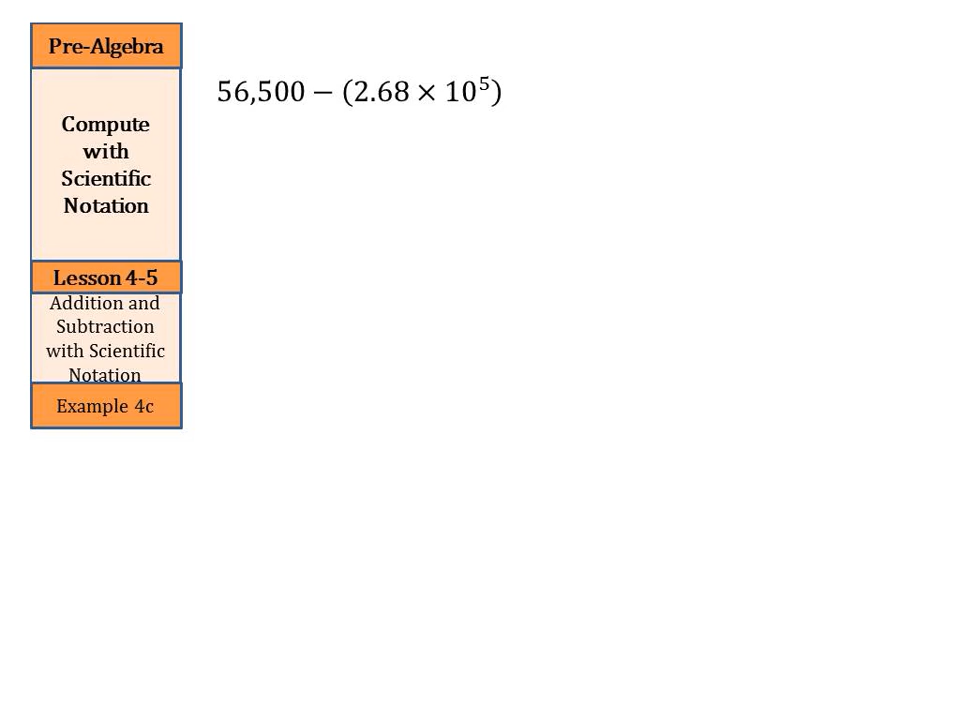 Pre-Algebra
56,500 − (2.68 × 10⁵)
Compute
with
Scientific
Notation
Lesson 4-5
Addition and
Subtraction
with Scientific
Notation
Example 4c